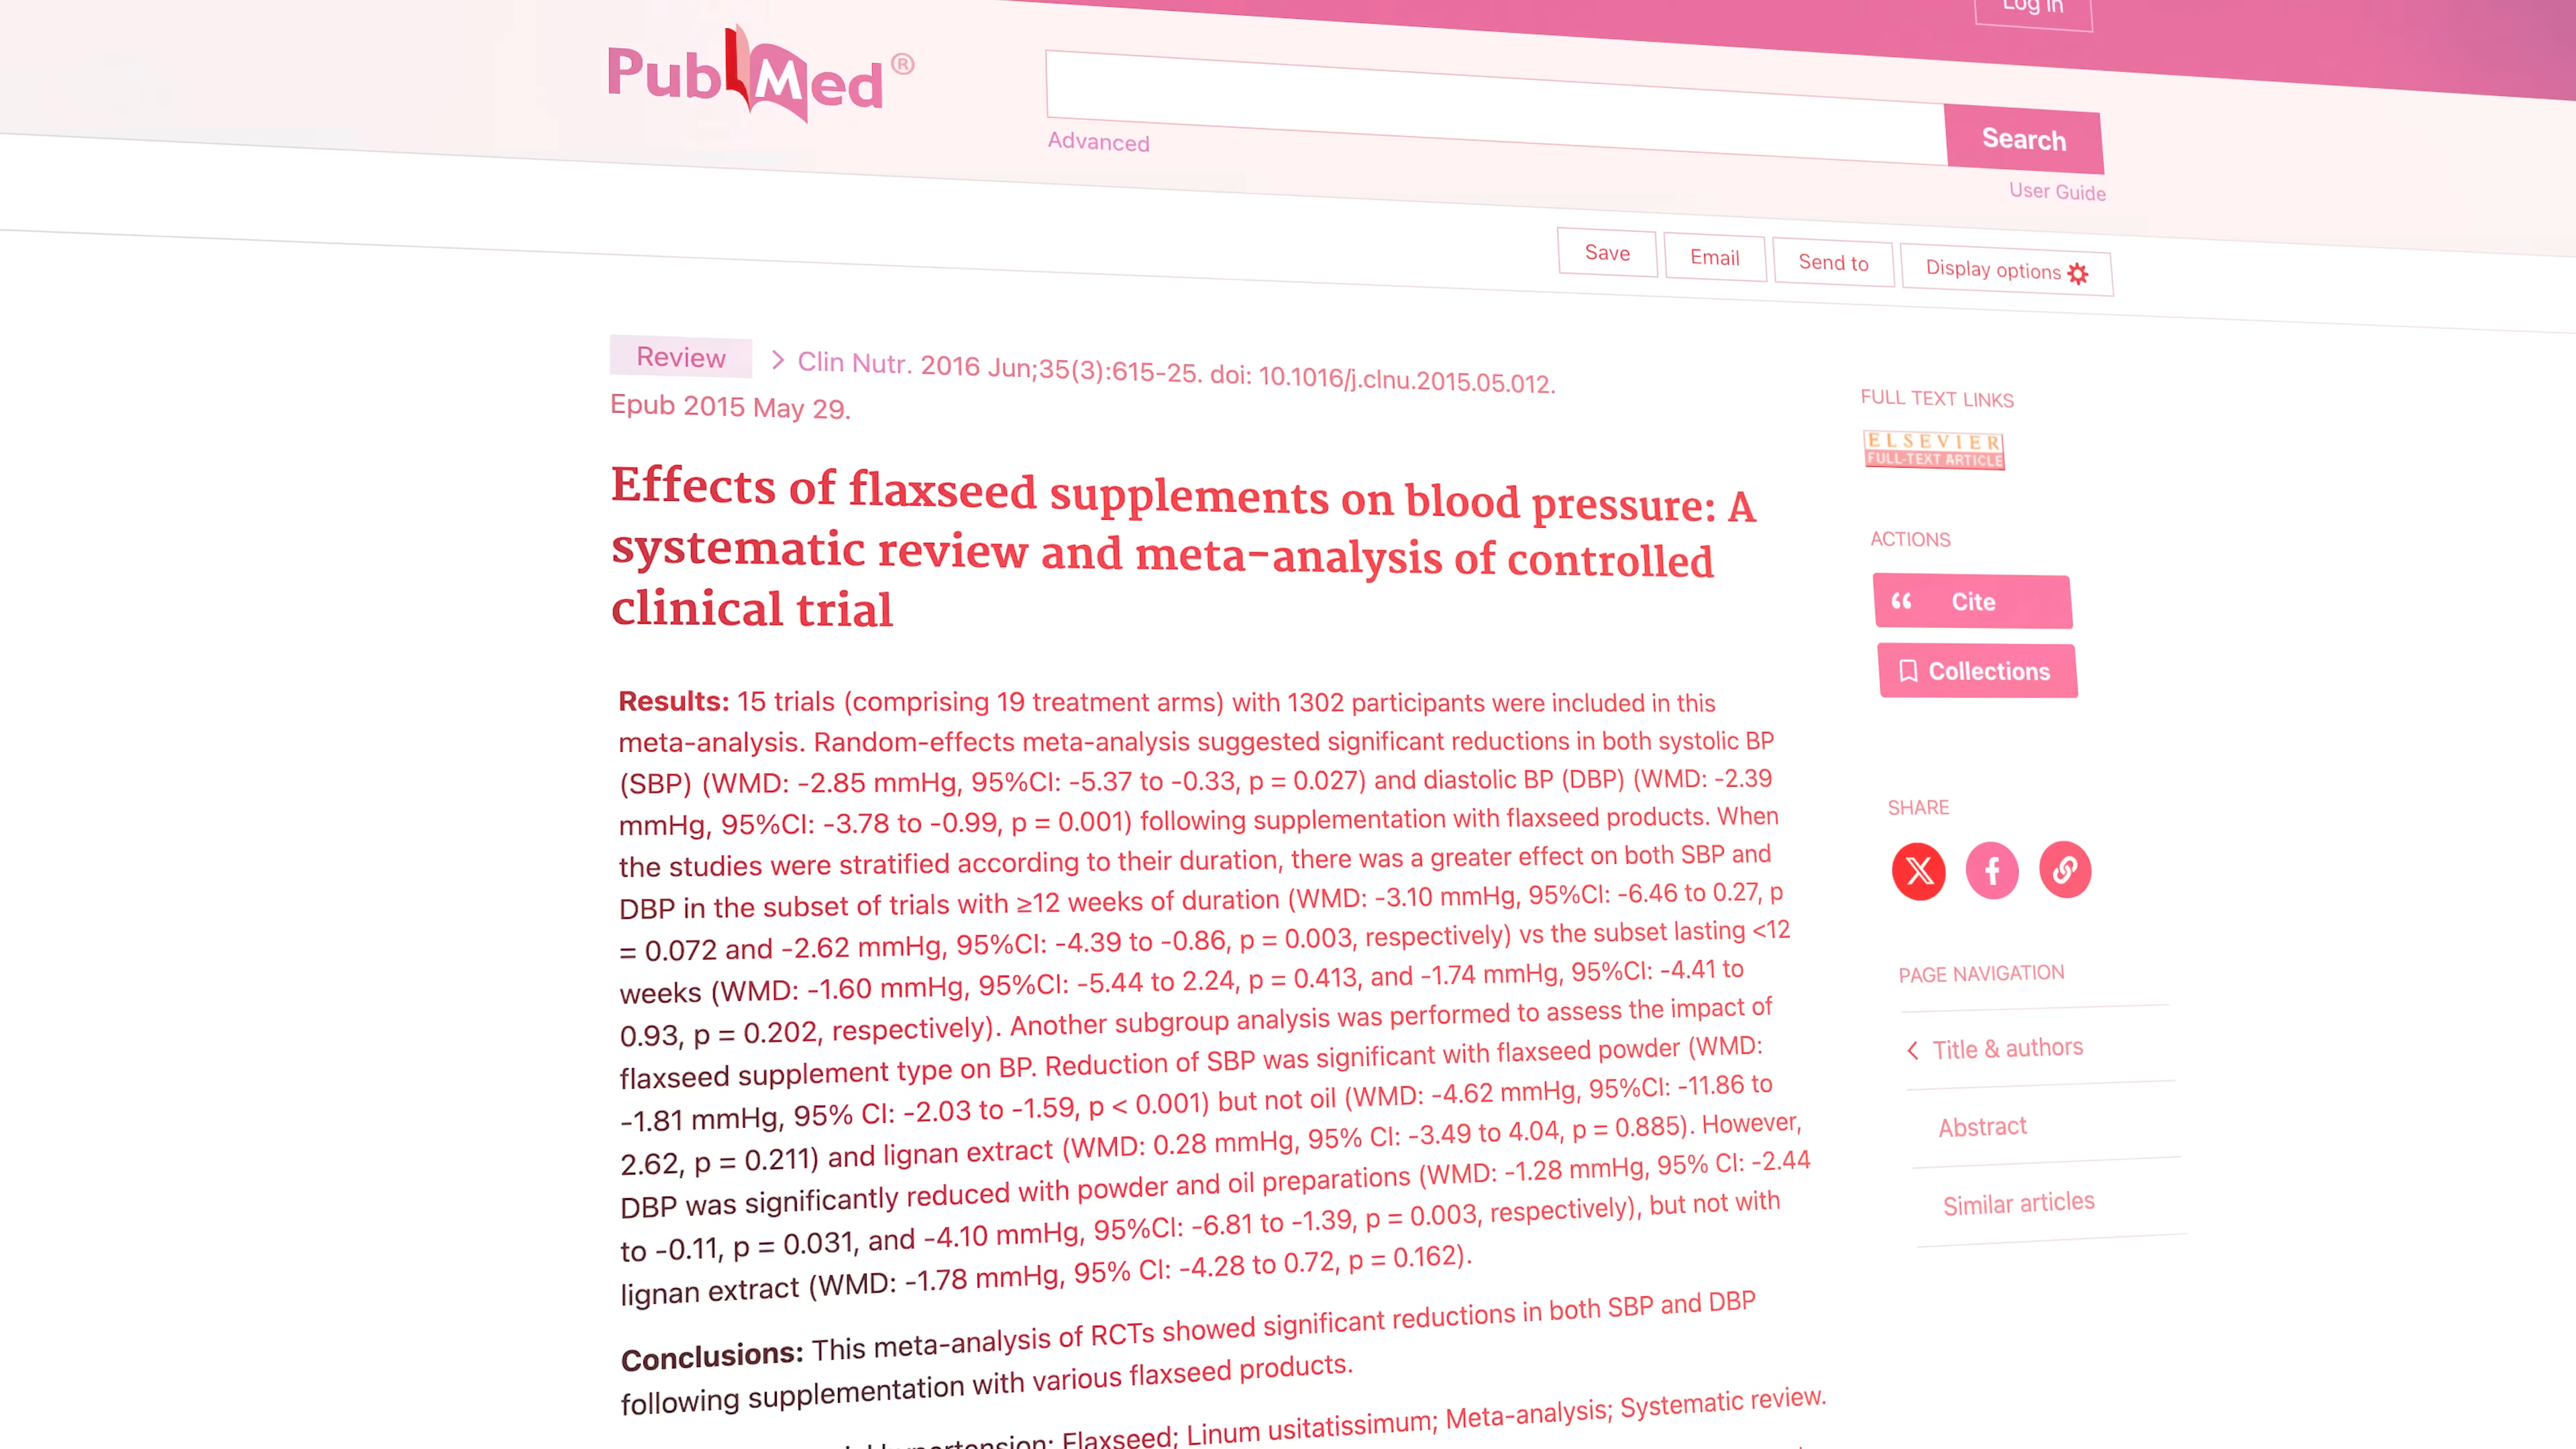 Log in
PubMed®
Search
Advanced
User Guide
Save
Email
Send to
Display options
Review
Clin Nutr. 2016 Jun;35(3):615-25. doi: 10.1016/j.clnu.2015.05.012.
Epub 2015 May 29.
Effects of flaxseed supplements on blood pressure: A
systematic review and meta-analysis of controlled
clinical trial
Results: 15 trials (comprising 19 treatment arms) with 1302 participants were included in this
meta-analysis. Random-effects meta-analysis suggested significant reductions in both systolic BP
(SBP) (WMD: -2.85 mmHg, 95%CI: -5.37 to -0.33, p = 0.027) and diastolic BP (DBP) (WMD: -2.39
mmHg, 95%CI: -3.78 to -0.99, p = 0.001) following supplementation with flaxseed products. When
the studies were stratified according to their duration, there was a greater effect on both SBP and
DBP in the subset of trials with ≥12 weeks of duration (WMD: -3.10 mmHg, 95%CI: -6.46 to 0.27, p
= 0.072 and -2.62 mmHg, 95%CI: -4.39 to -0.86, p = 0.003, respectively) vs the subset lasting <12
weeks (WMD: -1.60 mmHg, 95%CI: -5.44 to 2.24, p = 0.413, and -1.74 mmHg, 95%CI: -4.41 to
0.93, p = 0.202, respectively). Another subgroup analysis was performed to assess the impact of
flaxseed supplement type on BP. Reduction of SBP was significant with flaxseed powder (WMD:
-1.81 mmHg, 95% CI: -2.03 to -1.59, p < 0.001) but not oil (WMD: -4.62 mmHg, 95%CI: -11.86 to
2.62, p = 0.211) and lignan extract (WMD: 0.28 mmHg, 95% CI: -3.49 to 4.04, p = 0.885). However,
DBP was significantly reduced with powder and oil preparations (WMD: -1.28 mmHg, 95% CI: -2.44
to -0.11, p = 0.031, and -4.10 mmHg, 95%CI: -6.81 to -1.39, p = 0.003, respectively), but not with
lignan extract (WMD: -1.78 mmHg, 95% CI: -4.28 to 0.72, p = 0.162).
Conclusions: This meta-analysis of RCTs showed significant reductions in both SBP and DBP
following supplementation with various flaxseed products.
hypertension; Flaxseed; Linum usitatissimum; Meta-analysis; Systematic review.
FULL TEXT LINKS
ELSEVIER
FULL-TEXT ARTICLE
ACTIONS
Cite
Collections
SHARE
PAGE NAVIGATION
Title & authors
Abstract
Similar articles